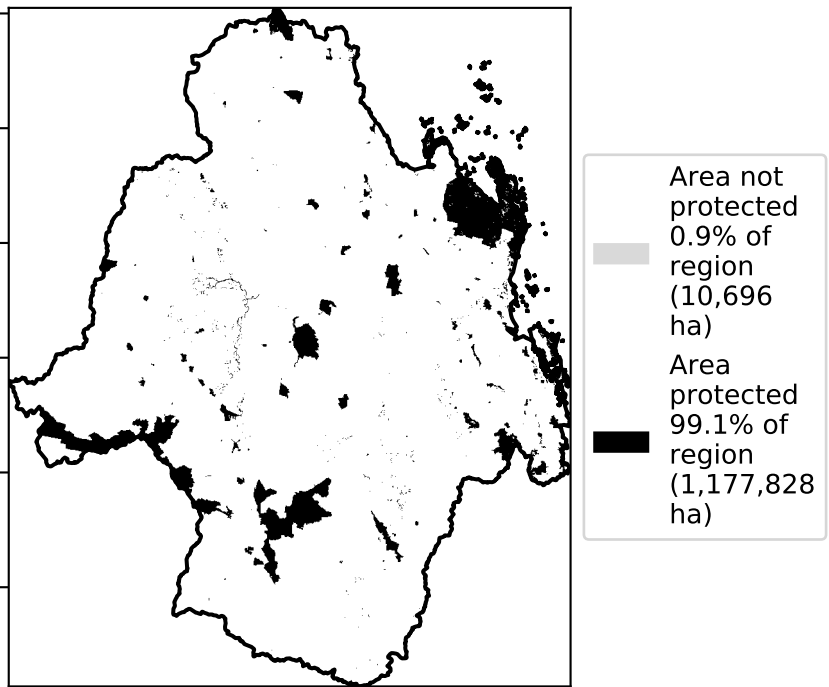 Area not
protected
0.9% of
region
(10,696
ha)
Area
protected
99.1% of
region
(1,177,828
ha)